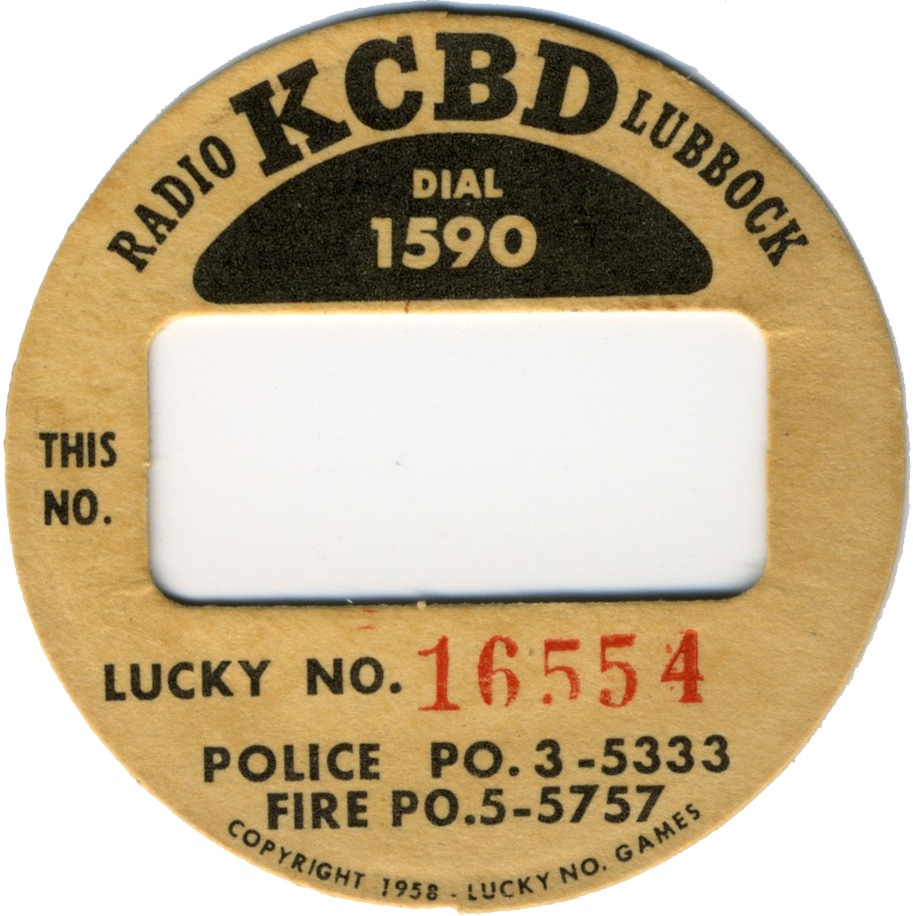 RADIO KCBD LUBBOCK
DIAL
1590
THIS
NO.
LUCKY NO. 16554
POLICE PO. 3-5333
FIRE PO.5-5757
COPYRIGHT 1958 - LUCKY NO. GAMES